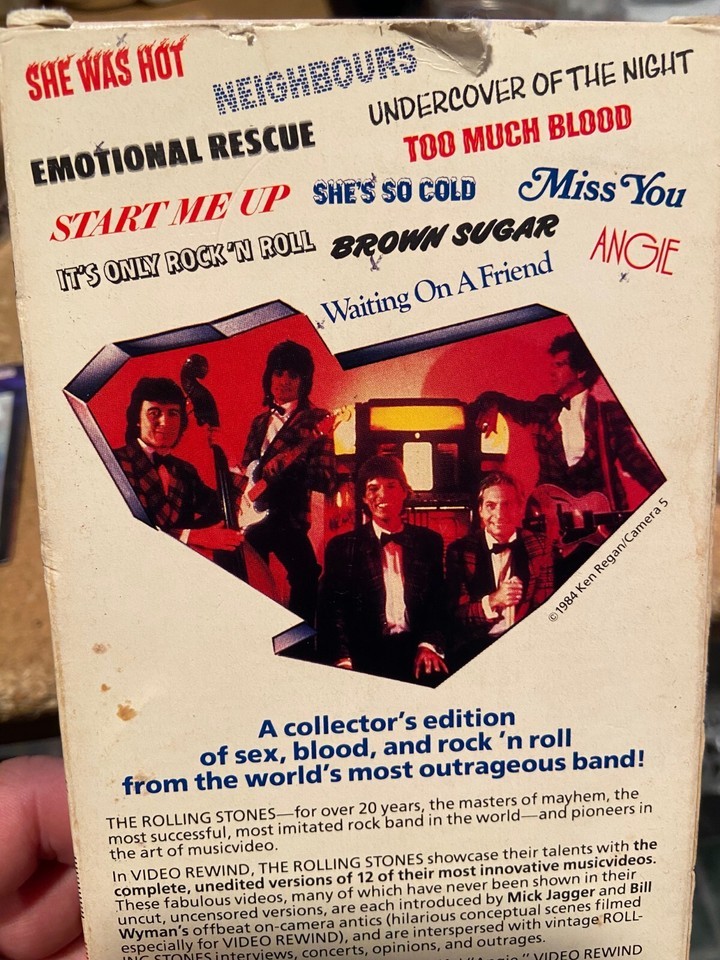 SHE WAS HOT
NEIGHBOURS
UNDERCOVER OF THE NIGHT
EMOTIONAL RESCUE
TOO MUCH BLOOD
START ME UP
SHE'S SO COLD
Miss You
IT'S ONLY ROCK 'N ROLL
BROWN SUGAR
ANGIE
Waiting On A Friend
© 1984 Ken Regan/Camera 5
A collector's edition
of sex, blood, and rock 'n roll
from the world's most outrageous band!
THE ROLLING STONES—for over 20 years, the masters of mayhem, the
most successful, most imitated rock band in the world—and pioneers in
the art of musicvideo.
In VIDEO REWIND, THE ROLLING STONES showcase their talents with the
complete, unedited versions of 12 of their most innovative musicvideos.
These fabulous videos, many of which have never been shown in their
uncut, uncensored versions, are each introduced by Mick Jagger and Bill
Wyman's offbeat on-camera antics (hilarious conceptual scenes filmed
especially for VIDEO REWIND), and are interspersed with vintage ROLL-
ING STONES interviews, concerts, opinions, and outrages.
"Angie," VIDEO REWIND